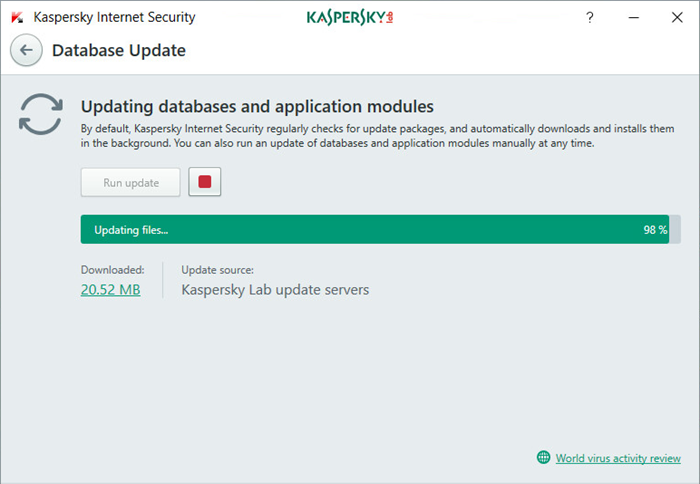 Kaspersky Internet Security
KASPERSKY lab
?
Database Update
Updating databases and application modules
By default, Kaspersky Internet Security regularly checks for update packages, and automatically downloads and installs them
in the background. You can also run an update of databases and application modules manually at any time.
Run update
Updating files... 98 %
Downloaded: Update source:
20.52 MB Kaspersky Lab update servers
World virus activity review